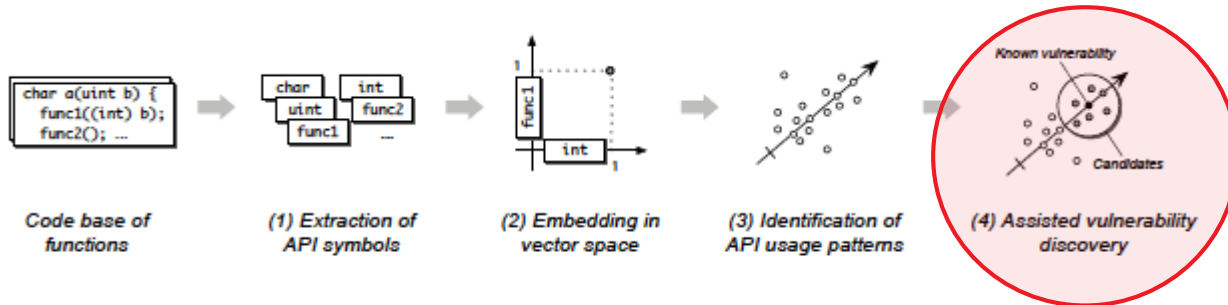 char a(uint b) {
func1((int) b);
func2(); ...
Code base of
functions
char
int
uint
func2
func1
...
(1) Extraction of
API symbols
1
func1
int
1
(2) Embedding in
vector space
(3) Identification of
API usage patterns
Known vulnerability
Candidates
(4) Assisted vulnerability
discovery